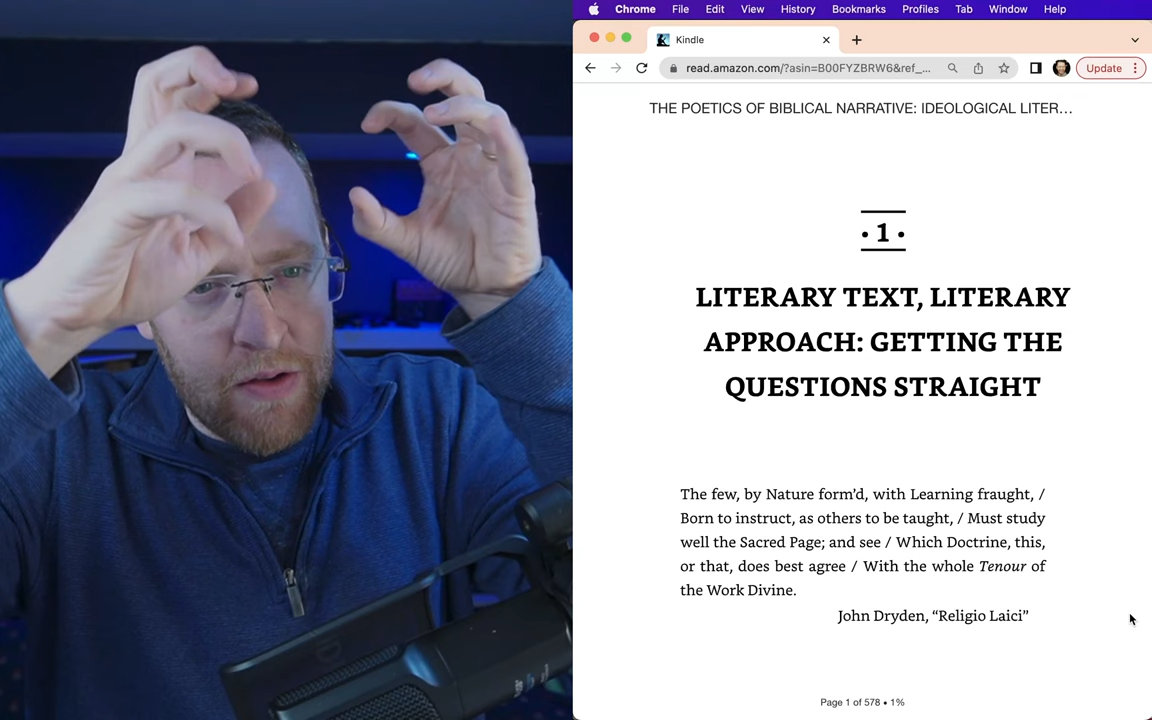 Chrome File Edit View History Bookmarks Profiles Tab Window Help
Kindle
read.amazon.com/?asin=B00FYZBRW6&ref_... Update
THE POETICS OF BIBLICAL NARRATIVE: IDEOLOGICAL LITER...
• 1 •
LITERARY TEXT, LITERARY
APPROACH: GETTING THE
QUESTIONS STRAIGHT
The few, by Nature form’d, with Learning fraught, /
Born to instruct, as others to be taught, / Must study
well the Sacred Page; and see / Which Doctrine, this,
or that, does best agree / With the whole Tenour of
the Work Divine.
John Dryden, “Religio Laici”
Page 1 of 578 • 1%